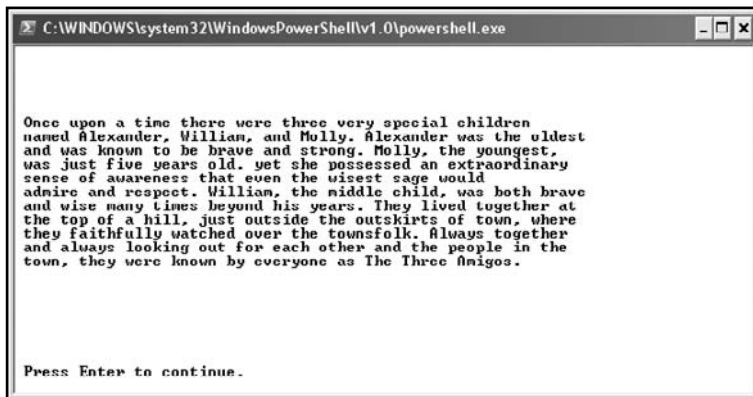 C:\WINDOWS\system32\WindowsPowerShell\v1.0\powershell.exe
Once upon a time there were three very special children
named Alexander, William, and Molly. Alexander was the oldest
and was known to be brave and strong. Molly, the youngest,
was just five years old. yet she possessed an extraordinary
sense of awareness that even the wisest sage would
admire and respect. William, the middle child, was both brave
and wise many times beyond his years. They lived together at
the top of a hill, just outside the outskirts of town, where
they faithfully watched over the townsfolk. Always together
and always looking out for each other and the people in the
town, they were known by everyone as The Three Amigos.
Press Enter to continue.